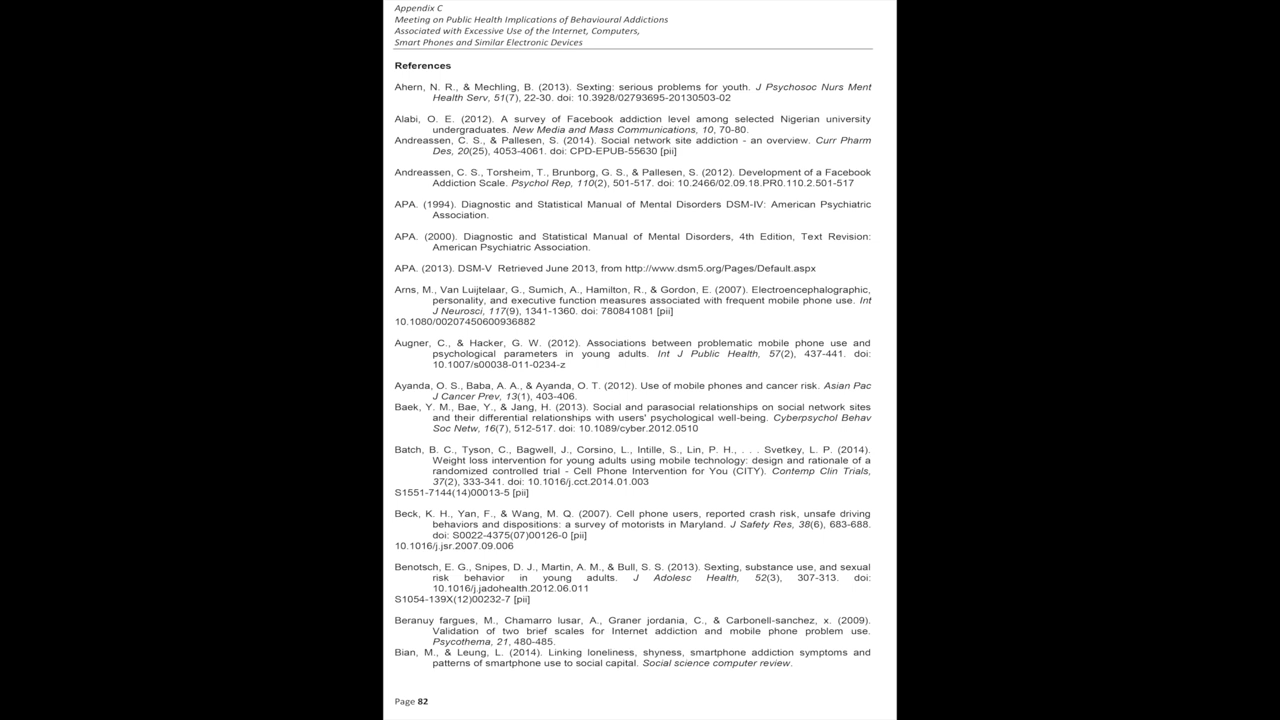 Appendix C
Meeting on Public Health Implications of Behavioural Addictions
Associated with Excessive Use of the Internet, Computers,
Smart Phones and Similar Electronic Devices
References
Ahern, N. R., & Mechling, B. (2013). Sexting: serious problems for youth. J Psychosoc Nurs Ment
Health Serv, 51(7), 22-30. doi: 10.3928/02793695-20130503-02
Alabi, O. E. (2012). A survey of Facebook addiction level among selected Nigerian university
undergraduates. New Media and Mass Communications, 10, 70-80.
Andreassen, C. S., & Pallesen, S. (2014). Social network site addiction - an overview. Curr Pharm
Des, 20(25), 4053-4061. doi: CPD-EPUB-55630 [pii]
Andreassen, C. S., Torsheim, T., Brunborg, G. S., & Pallesen, S. (2012). Development of a Facebook
Addiction Scale. Psychol Rep, 110(2), 501-517. doi: 10.2466/02.09.18.PR0.110.2.501-517
APA. (1994). Diagnostic and Statistical Manual of Mental Disorders DSM-IV: American Psychiatric
Association.
APA. (2000). Diagnostic and Statistical Manual of Mental Disorders, 4th Edition, Text Revision:
American Psychiatric Association.
APA. (2013). DSM-V  Retrieved June 2013, from http://www.dsm5.org/Pages/Default.aspx
Arns, M., Van Luijtelaar, G., Sumich, A., Hamilton, R., & Gordon, E. (2007). Electroencephalographic,
personality, and executive function measures associated with frequent mobile phone use. Int
J Neurosci, 117(9), 1341-1360. doi: 780841081 [pii]
10.1080/00207450600936882
Augner, C., & Hacker, G. W. (2012). Associations between problematic mobile phone use and
psychological parameters in young adults. Int J Public Health, 57(2), 437-441. doi:
10.1007/s00038-011-0234-z
Ayanda, O. S., Baba, A. A., & Ayanda, O. T. (2012). Use of mobile phones and cancer risk. Asian Pac
J Cancer Prev, 13(1), 403-406.
Baek, Y. M., Bae, Y., & Jang, H. (2013). Social and parasocial relationships on social network sites
and their differential relationships with users' psychological well-being. Cyberpsychol Behav
Soc Netw, 16(7), 512-517. doi: 10.1089/cyber.2012.0510
Batch, B. C., Tyson, C., Bagwell, J., Corsino, L., Intille, S., Lin, P. H., . . . Svetkey, L. P. (2014).
Weight loss intervention for young adults using mobile technology: design and rationale of a
randomized controlled trial - Cell Phone Intervention for You (CITY). Contemp Clin Trials,
37(2), 333-341. doi: 10.1016/j.cct.2014.01.003
S1551-7144(14)00013-5 [pii]
Beck, K. H., Yan, F., & Wang, M. Q. (2007). Cell phone users, reported crash risk, unsafe driving
behaviors and dispositions: a survey of motorists in Maryland. J Safety Res, 38(6), 683-688.
doi: S0022-4375(07)00126-0 [pii]
10.1016/j.jsr.2007.09.006
Benotsch, E. G., Snipes, D. J., Martin, A. M., & Bull, S. S. (2013). Sexting, substance use, and sexual
risk behavior in young adults. J Adolesc Health, 52(3), 307-313. doi:
10.1016/j.jadohealth.2012.06.011
S1054-139X(12)00232-7 [pii]
Beranuy fargues, M., Chamarro lusar, A., Graner jordania, C., & Carbonell-sanchez, x. (2009).
Validation of two brief scales for Internet addiction and mobile phone problem use.
Psycothema, 21, 480-485.
Bian, M., & Leung, L. (2014). Linking loneliness, shyness, smartphone addiction symptoms and
patterns of smartphone use to social capital. Social science computer review.
Page 82